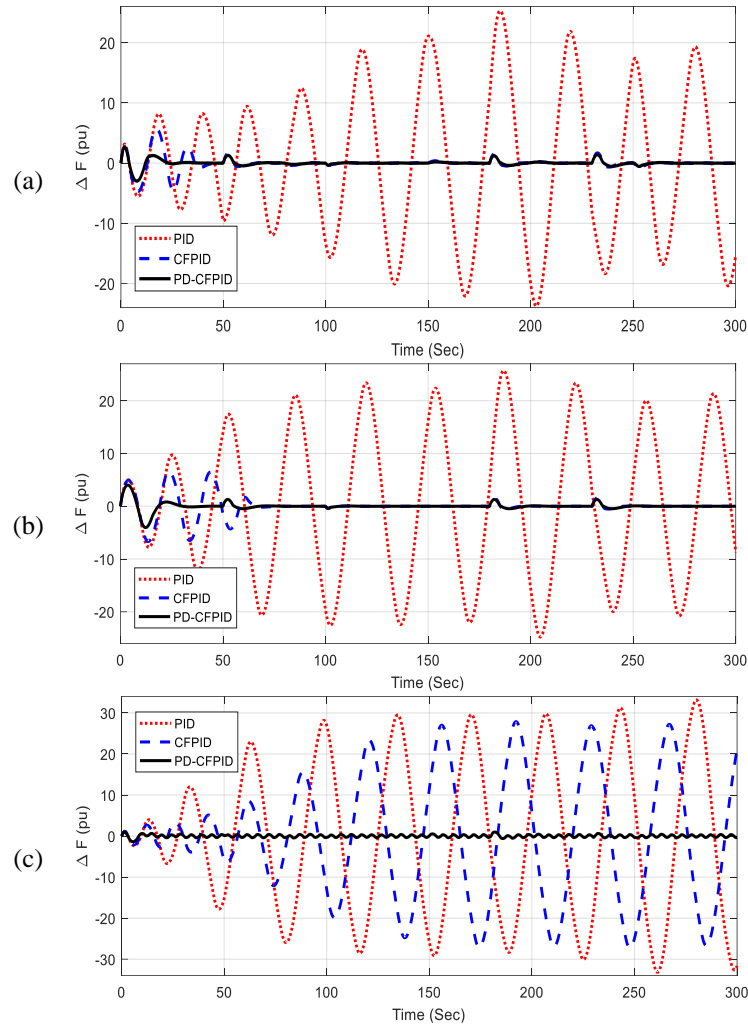 (a)
Δ F (pu)
20
10
0
-10
-20
PID
CFPID
PD-CFPID
0 50 100 150 200 250 300
Time (Sec)
(b)
Δ F (pu)
20
10
0
-10
-20
PID
CFPID
PD-CFPID
0 50 100 150 200 250 300
Time (Sec)
(c)
Δ F (pu)
30
20
10
0
-10
-20
-30
PID
CFPID
PD-CFPID
0 50 100 150 200 250 300
Time (Sec)